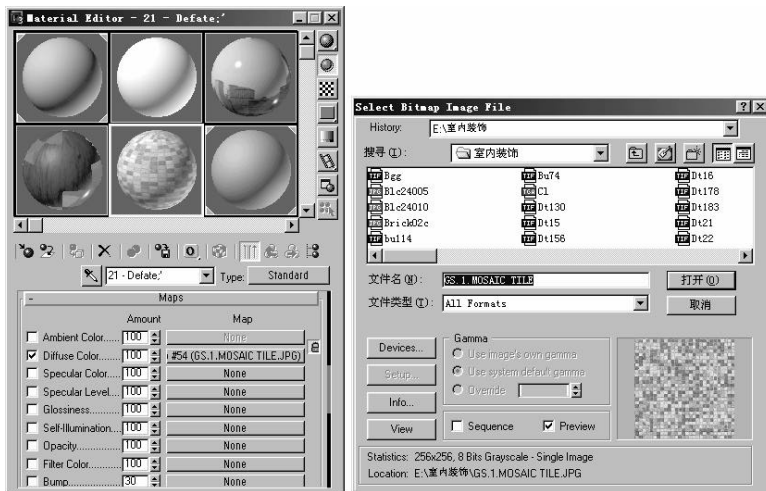 Material Editor - 21 - Defate;'
21 - Defate;'
Type:
Standard
Maps
Amount
Map
Ambient Color...... 100 None
Diffuse Color....... 100 #54 (GS.1.MOSAIC TILE.JPG)
Specular Color..... 100 None
Specular Level.... 100 None
Glossiness............ 100 None
Self-Illumination.... 100 None
Opacity............... 100 None
Filter Color........... 100 None
Bump................. 30 None
Select Bitmap Image File
History: E:\室内装饰
搜寻(I): 室内装饰
Bgg
Blc24005
Blc24010
Brick02c
bu114
Bu74
Cl
Dt130
Dt15
Dt156
Dt16
Dt178
Dt183
Dt21
Dt22
文件名(N): GS.1.MOSAIC TILE
打开(O)
文件类型(T): All Formats
取消
Devices...
Setup...
Info...
View
Gamma
Use image's own gamma
Use system default gamma
Override
Sequence
Preview
Statistics: 256x256, 8 Bits Grayscale - Single Image
Location: E:\室内装饰\GS.1.MOSAIC TILE.JPG